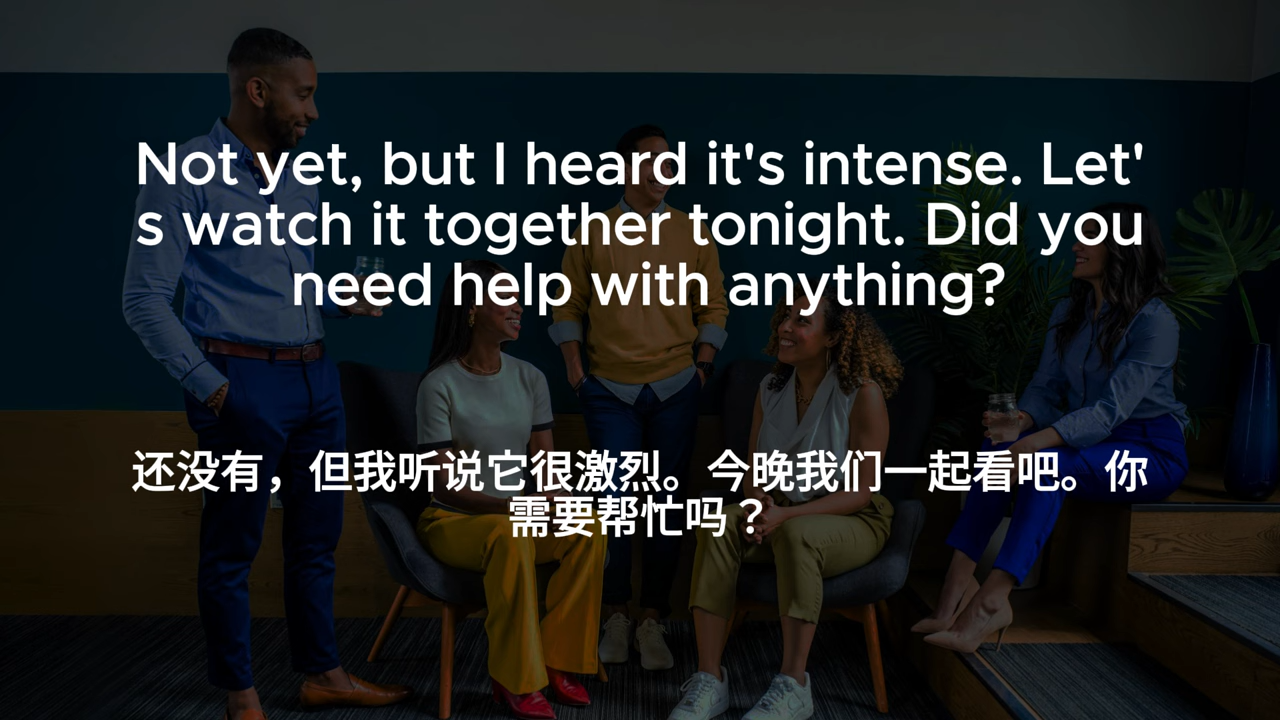 Not yet, but I heard it's intense. Let'
s watch it together tonight. Did you
need help with anything?
还没有，但我听说它很激烈。今晚我们一起看吧。你
需要帮忙吗？